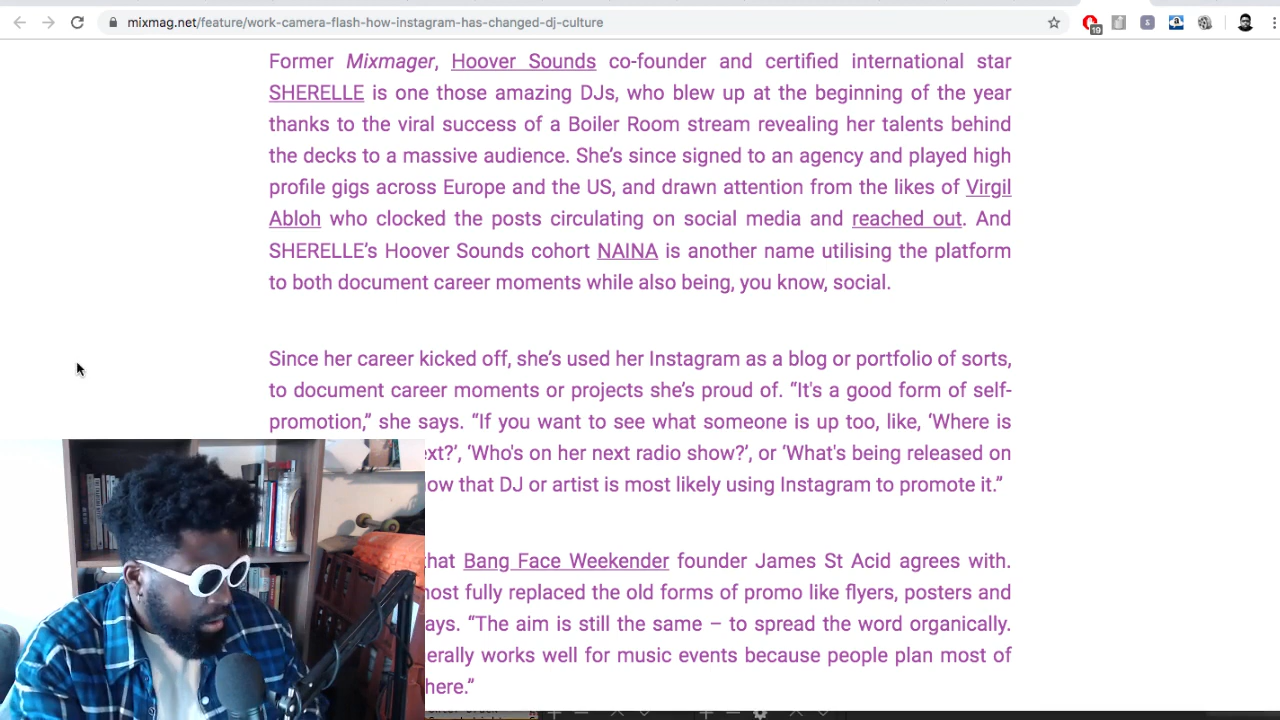 mixmag.net/feature/work-camera-flash-how-instagram-has-changed-dj-culture
19
Former Mixmager, Hoover Sounds co-founder and certified international star
SHERELLE is one those amazing DJs, who blew up at the beginning of the year
thanks to the viral success of a Boiler Room stream revealing her talents behind
the decks to a massive audience. She’s since signed to an agency and played high
profile gigs across Europe and the US, and drawn attention from the likes of Virgil
Abloh who clocked the posts circulating on social media and reached out. And
SHERELLE’s Hoover Sounds cohort NAINA is another name utilising the platform
to both document career moments while also being, you know, social.
Since her career kicked off, she’s used her Instagram as a blog or portfolio of sorts,
to document career moments or projects she’s proud of. “It's a good form of self-
promotion,” she says. “If you want to see what someone is up too, like, ‘Where is
ext?’, ‘Who's on her next radio show?’, or ‘What's being released on
ow that DJ or artist is most likely using Instagram to promote it.”
hat Bang Face Weekender founder James St Acid agrees with.
ost fully replaced the old forms of promo like flyers, posters and
ays. “The aim is still the same – to spread the word organically.
erally works well for music events because people plan most of
here.”